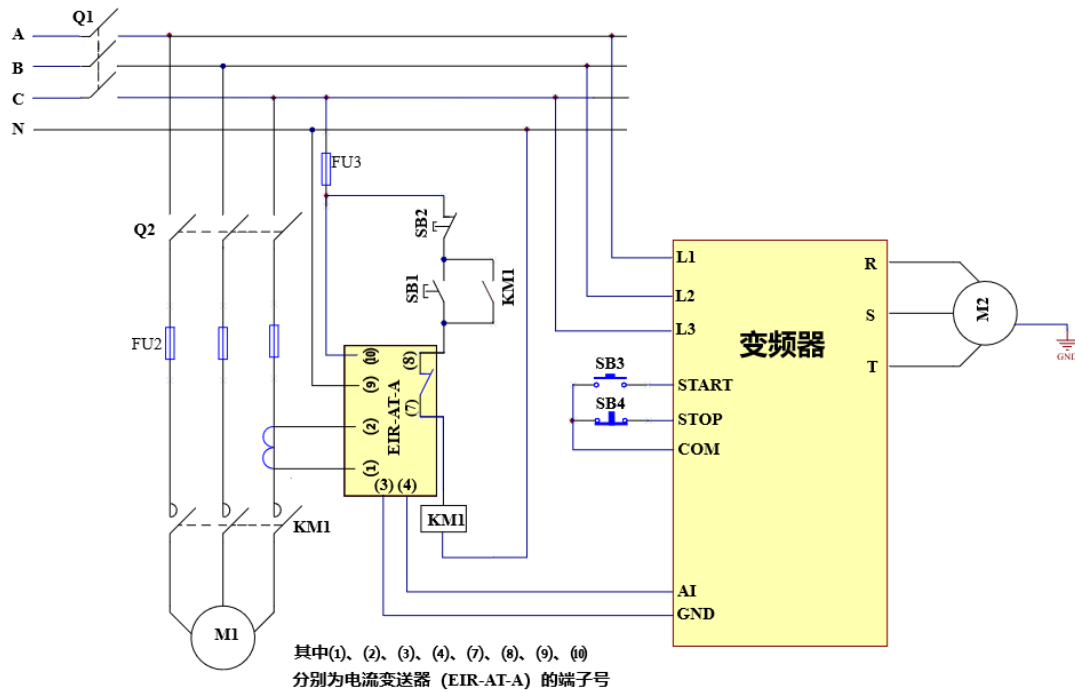 A
Q1
B
C
N
FU3
Q2
SB2
SB1
KM1
FU2
(10)
(9)
(2)
(1)
EIR-AT-A
(8)
(7)
(3) (4)
KM1
KM1
M1
L1
L2
L3
变频器
SB3
START
SB4
STOP
COM
AI
GND
R
S
T
M2
GND
其中(1)、(2)、(3)、(4)、(7)、(8)、(9)、(10)
分别为电流变送器（EIR-AT-A）的端子号